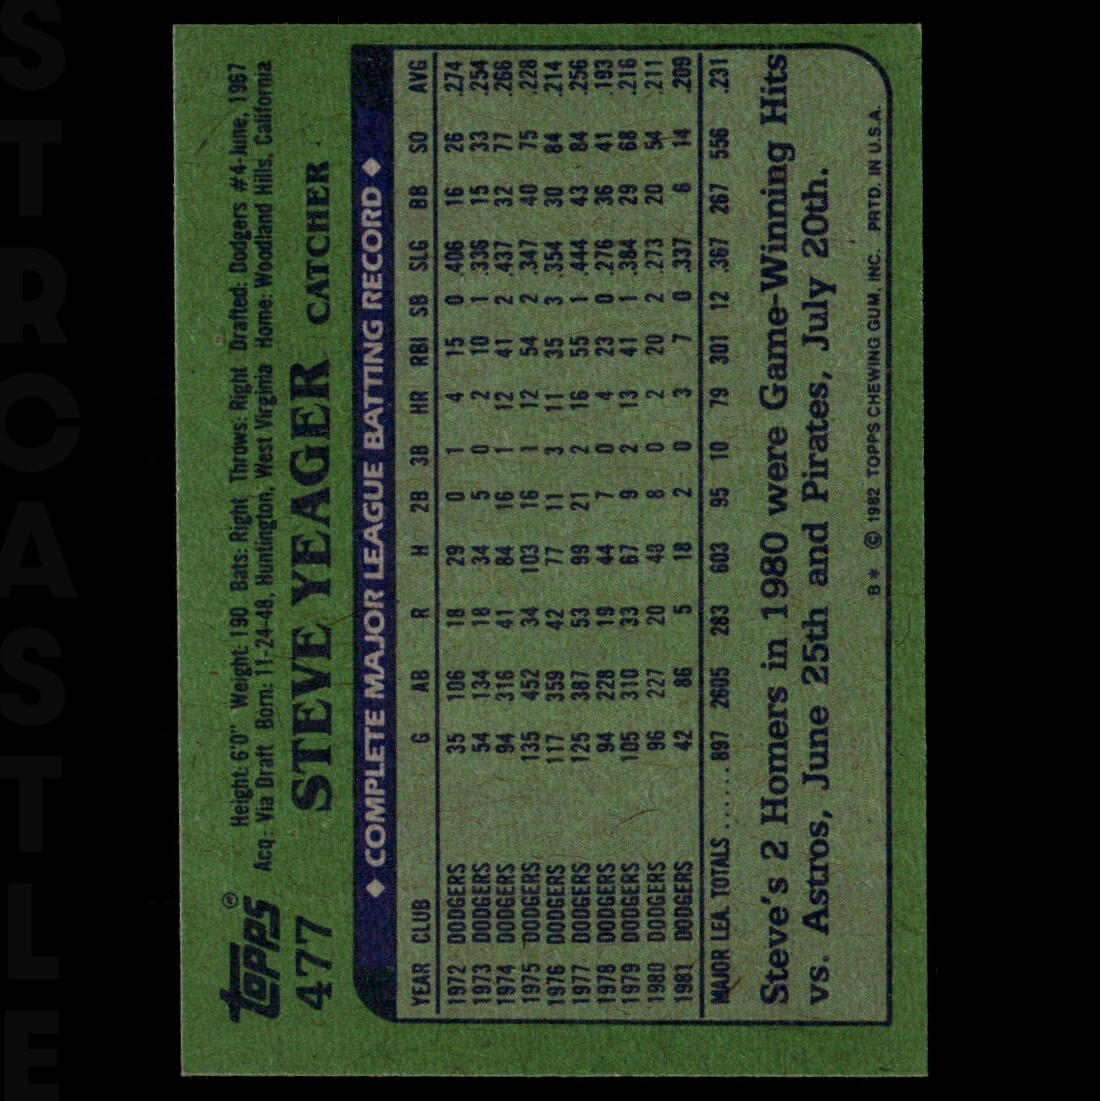 STARCASTLE
Topps®
477
Height: 6'0" Weight: 190 Bats: Right Throws: Right Drafted: Dodgers #4-June, 1967
Acq: Via Draft Born: 11-24-48, Huntington, West Virginia Home: Woodland Hills, California
STEVE YEAGER CATCHER
◆ COMPLETE MAJOR LEAGUE BATTING RECORD ◆
YEAR CLUB G AB R H 2B 3B HR RBI SB SLG BB SO AVG
1972 DODGERS 35 106 18 29 0 1 4 15 0 .406 16 26 .274
1973 DODGERS 54 134 18 34 5 0 2 10 1 .336 15 33 .254
1974 DODGERS 94 316 41 84 16 1 12 41 2 .437 32 77 .266
1975 DODGERS 135 452 34 103 16 1 12 54 2 .347 40 75 .228
1976 DODGERS 117 359 42 77 11 3 11 35 3 .354 30 84 .214
1977 DODGERS 125 387 53 99 21 2 16 55 1 .444 43 84 .256
1978 DODGERS 94 228 19 44 7 0 4 23 0 .276 36 41 .193
1979 DODGERS 105 310 33 67 9 2 13 41 1 .384 29 68 .216
1980 DODGERS 96 227 20 48 8 0 2 20 2 .273 20 54 .211
1981 DODGERS 42 86 5 18 2 0 3 7 0 .337 6 14 .209
MAJOR LEA. TOTALS ...... 897 2605 283 603 95 10 79 301 12 .367 267 556 .231
Steve's 2 Homers in 1980 were Game-Winning Hits
vs. Astros, June 25th and Pirates, July 20th.
B* © 1982 TOPPS CHEWING GUM, INC. PRTD. IN U.S.A.